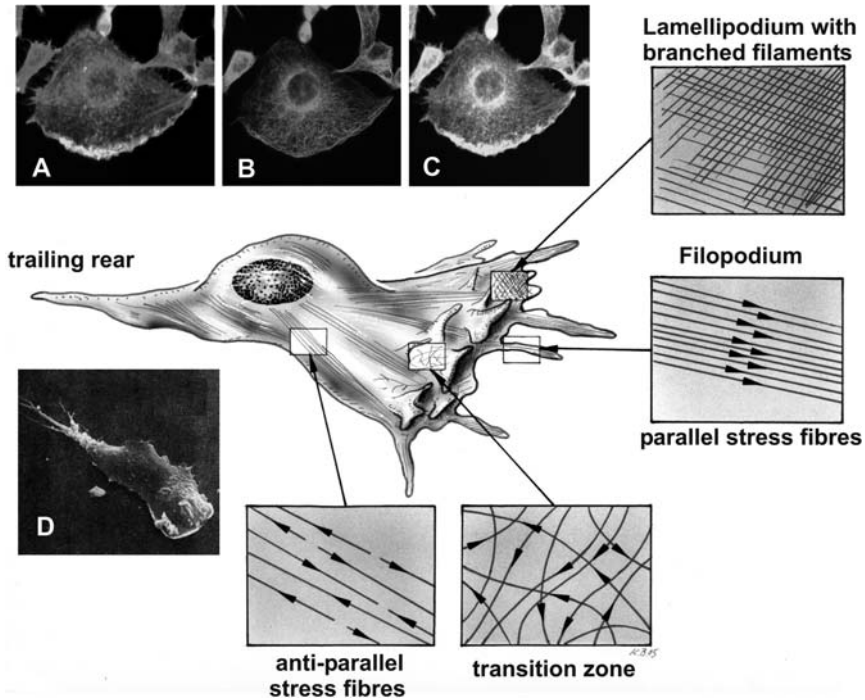 Lamellipodium with
branched filaments
A
B
C
trailing rear
Filopodium
parallel stress fibres
D
anti-parallel
stress fibres
transition zone